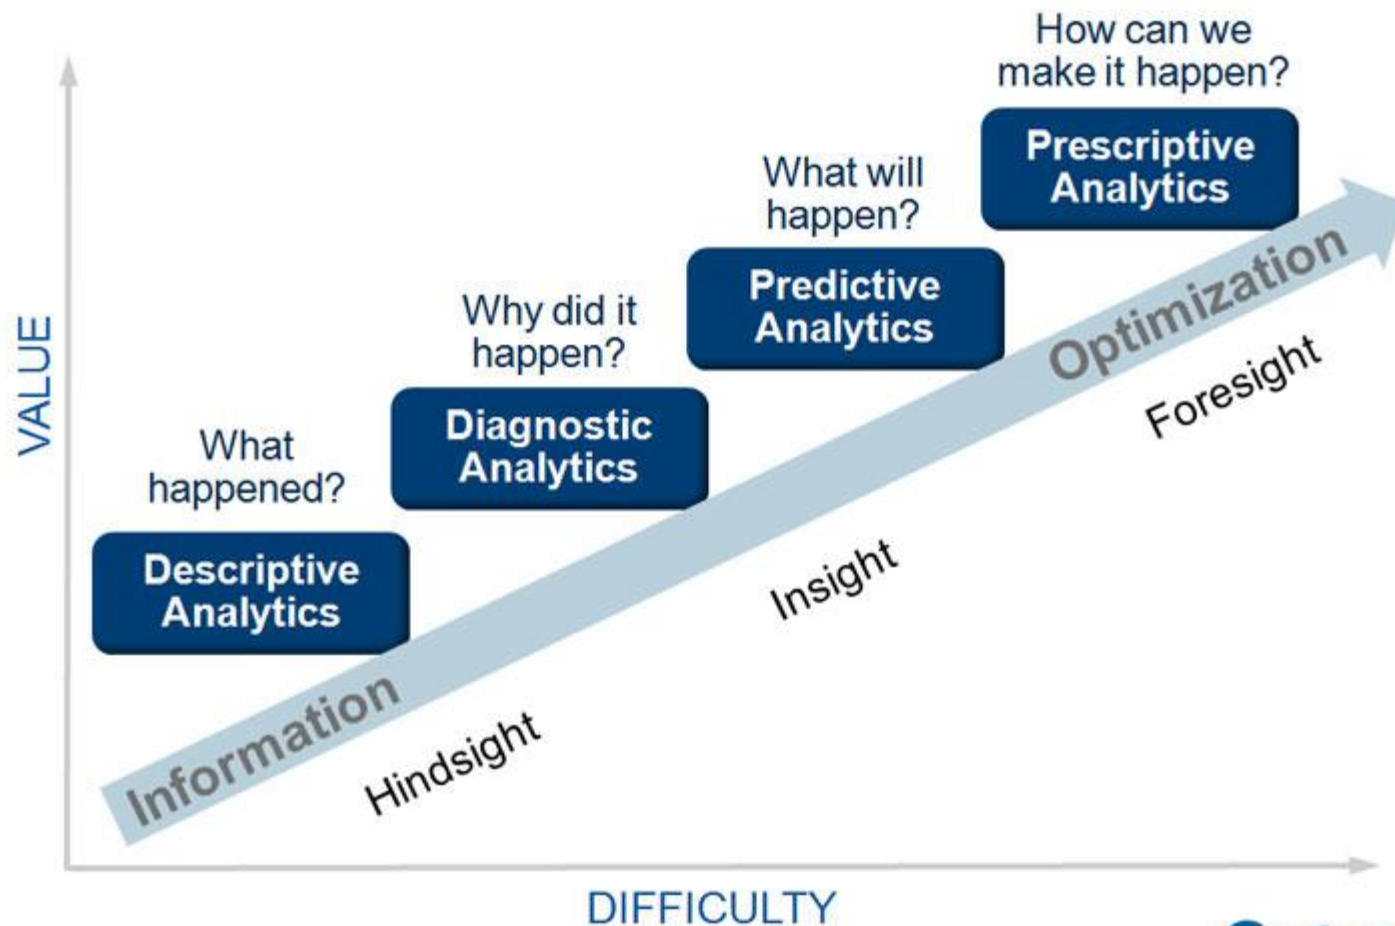 How can we
make it happen?
Prescriptive
Analytics
What will
happen?
Predictive
Analytics
Why did it
happen?
Diagnostic
Analytics
What
happened?
Descriptive
Analytics
VALUE
Information
Optimization
Hindsight
Insight
Foresight
DIFFICULTY